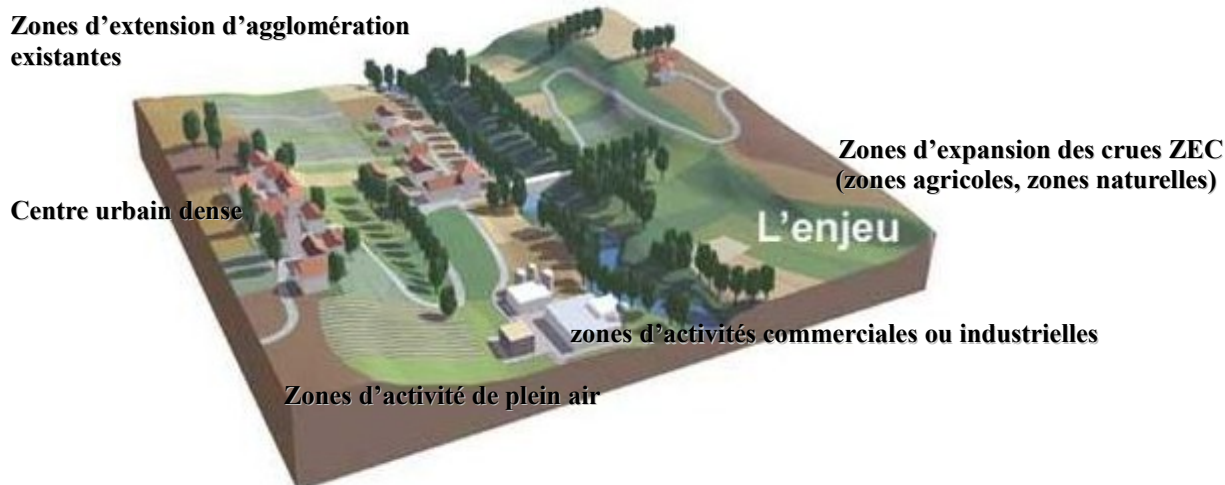 Zones d’extension d’agglomération
existantes
Zones d’expansion des crues ZEC
(zones agricoles, zones naturelles)
Centre urbain dense
L'enjeu
zones d’activités commerciales ou industrielles
Zones d’activité de plein air